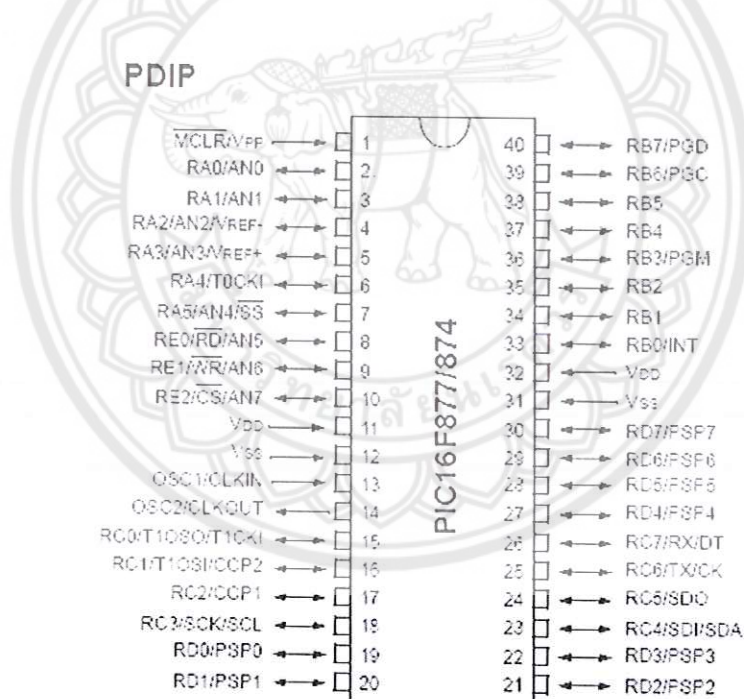 PDIP
MCLR/VPP 1 40 RB7/PGD
RA0/AN0 2 39 RB6/PGC
RA1/AN1 3 38 RB5
RA2/AN2/VREF- 4 37 RB4
RA3/AN3/VREF+ 5 36 RB3/PGM
RA4/T0CKI 6 35 RB2
RA5/AN4/SS 7 34 RB1
RE0/RD/AN5 8 33 RB0/INT
RE1/WR/AN6 9 32 VDD
RE2/CS/AN7 10 31 VSS
VDD 11 30 RD7/PSP7
VSS 12 29 RD6/PSP6
OSC1/CLKIN 13 28 RD5/PSP5
OSC2/CLKOUT 14 27 RD4/PSP4
RC0/T1OSO/T1CKI 15 26 RC7/RX/DT
RC1/T1OSI/CCP2 16 25 RC6/TX/CK
RC2/CCP1 17 24 RC5/SDO
RC3/SCK/SCL 18 23 RC4/SDI/SDA
RD0/PSP0 19 22 RD3/PSP3
RD1/PSP1 20 21 RD2/PSP2
PIC16F877/874